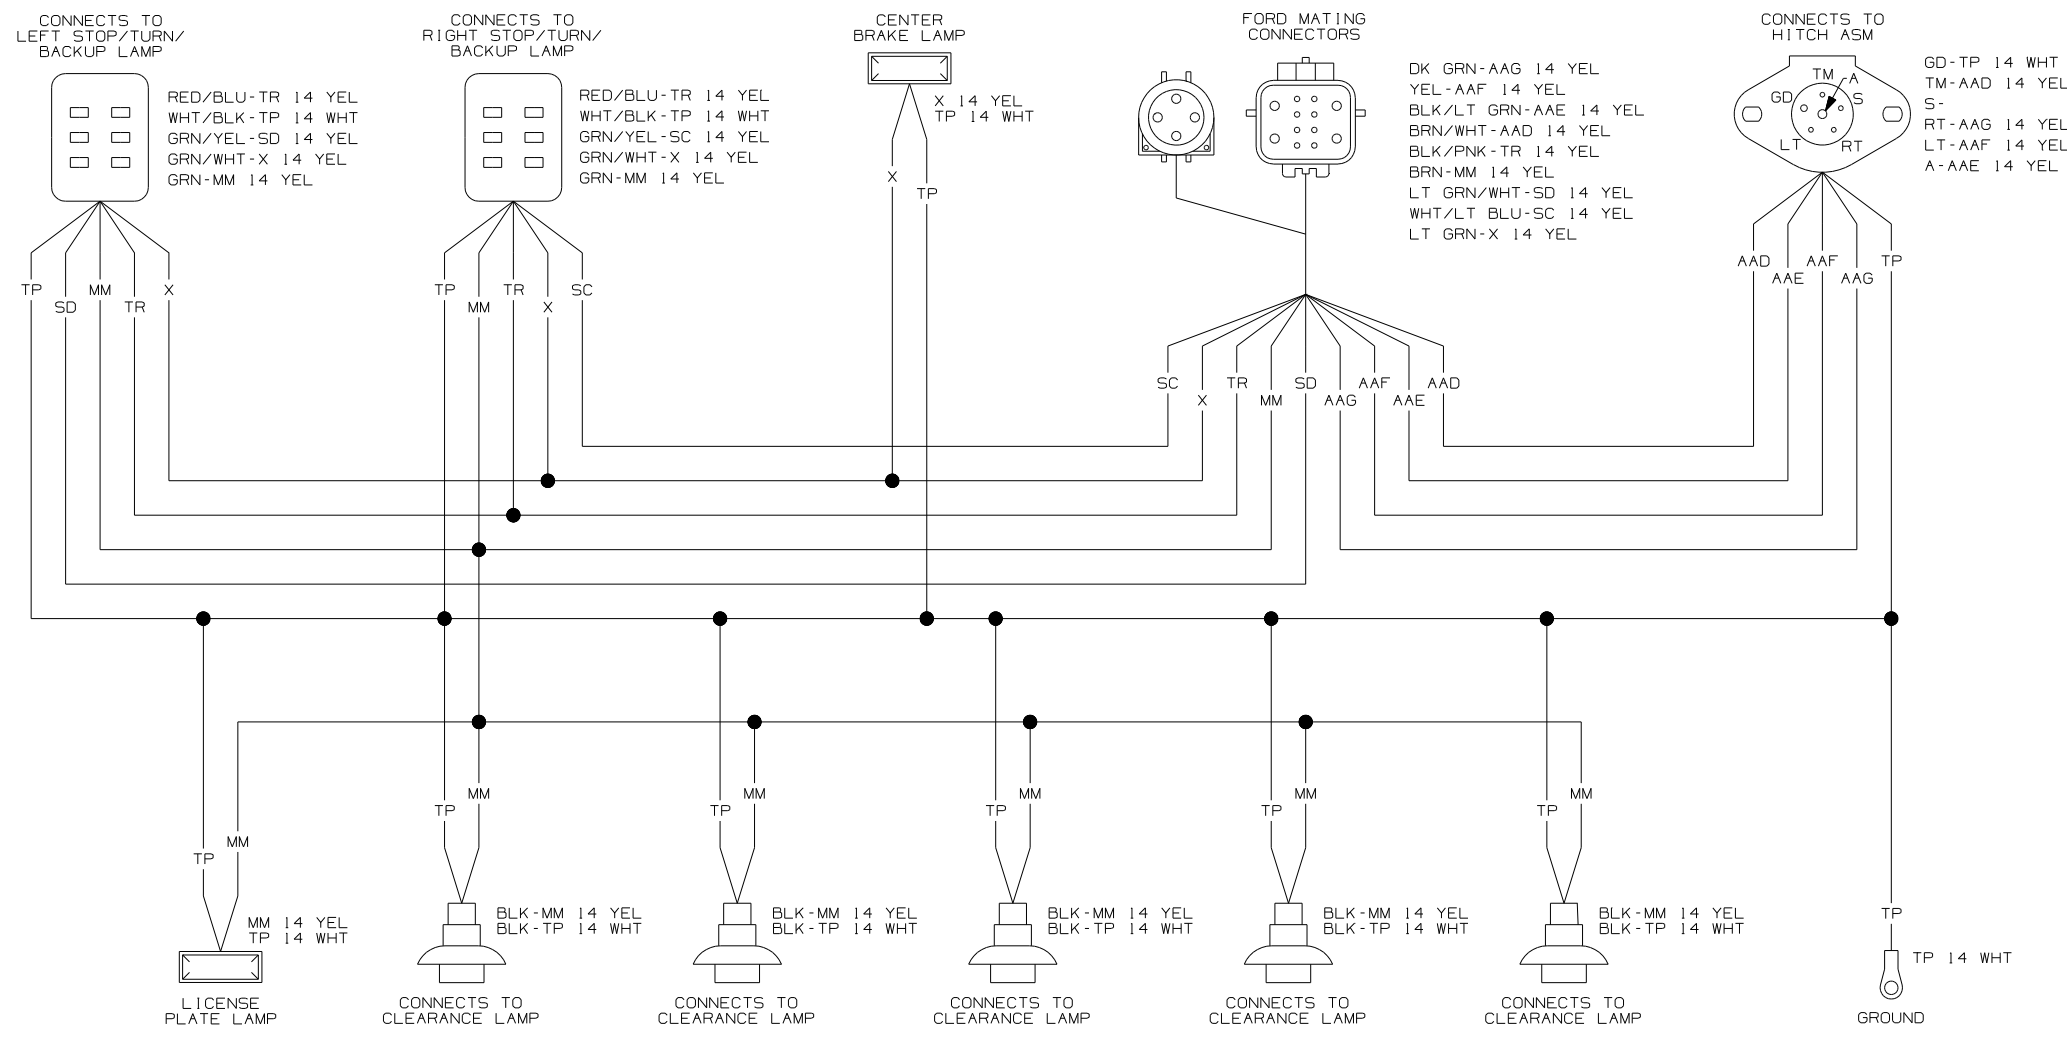 CONNECTS TO
LEFT STOP/TURN/
BACKUP LAMP
RED/BLU-TR 14 YEL
WHT/BLK-TP 14 WHT
GRN/YEL-SD 14 YEL
GRN/WHT-X 14 YEL
GRN-MM 14 YEL
CONNECTS TO
RIGHT STOP/TURN/
BACKUP LAMP
RED/BLU-TR 14 YEL
WHT/BLK-TP 14 WHT
GRN/YEL-SC 14 YEL
GRN/WHT-X 14 YEL
GRN-MM 14 YEL
CENTER
BRAKE LAMP
X 14 YEL
TP 14 WHT
FORD MATING
CONNECTORS
DK GRN-AAG 14 YEL
YEL-AAF 14 YEL
BLK/LT GRN-AAE 14 YEL
BRN/WHT-AAD 14 YEL
BLK/PNK-TR 14 YEL
BRN-MM 14 YEL
LT GRN/WHT-SD 14 YEL
WHT/LT BLU-SC 14 YEL
LT GRN-X 14 YEL
CONNECTS TO
HITCH ASM
TM
A
GD
S
LT
RT
GD-TP 14 WHT
TM-AAD 14 YEL
S-
RT-AAG 14 YEL
LT-AAF 14 YEL
A-AAE 14 YEL
TP
SD
MM
TR
X
TP
MM
TR
X
SC
X
TP
SC
X
TR
MM
SD
AAG
AAF
AAE
AAD
AAD
AAE
AAF
AAG
TP
TP
MM
TP
MM
TP
MM
TP
MM
TP
MM
TP
MM
TP
MM 14 YEL
TP 14 WHT
LICENSE
PLATE LAMP
BLK-MM 14 YEL
BLK-TP 14 WHT
CONNECTS TO
CLEARANCE LAMP
BLK-MM 14 YEL
BLK-TP 14 WHT
CONNECTS TO
CLEARANCE LAMP
BLK-MM 14 YEL
BLK-TP 14 WHT
CONNECTS TO
CLEARANCE LAMP
BLK-MM 14 YEL
BLK-TP 14 WHT
CONNECTS TO
CLEARANCE LAMP
BLK-MM 14 YEL
BLK-TP 14 WHT
CONNECTS TO
CLEARANCE LAMP
TP 14 WHT
GROUND